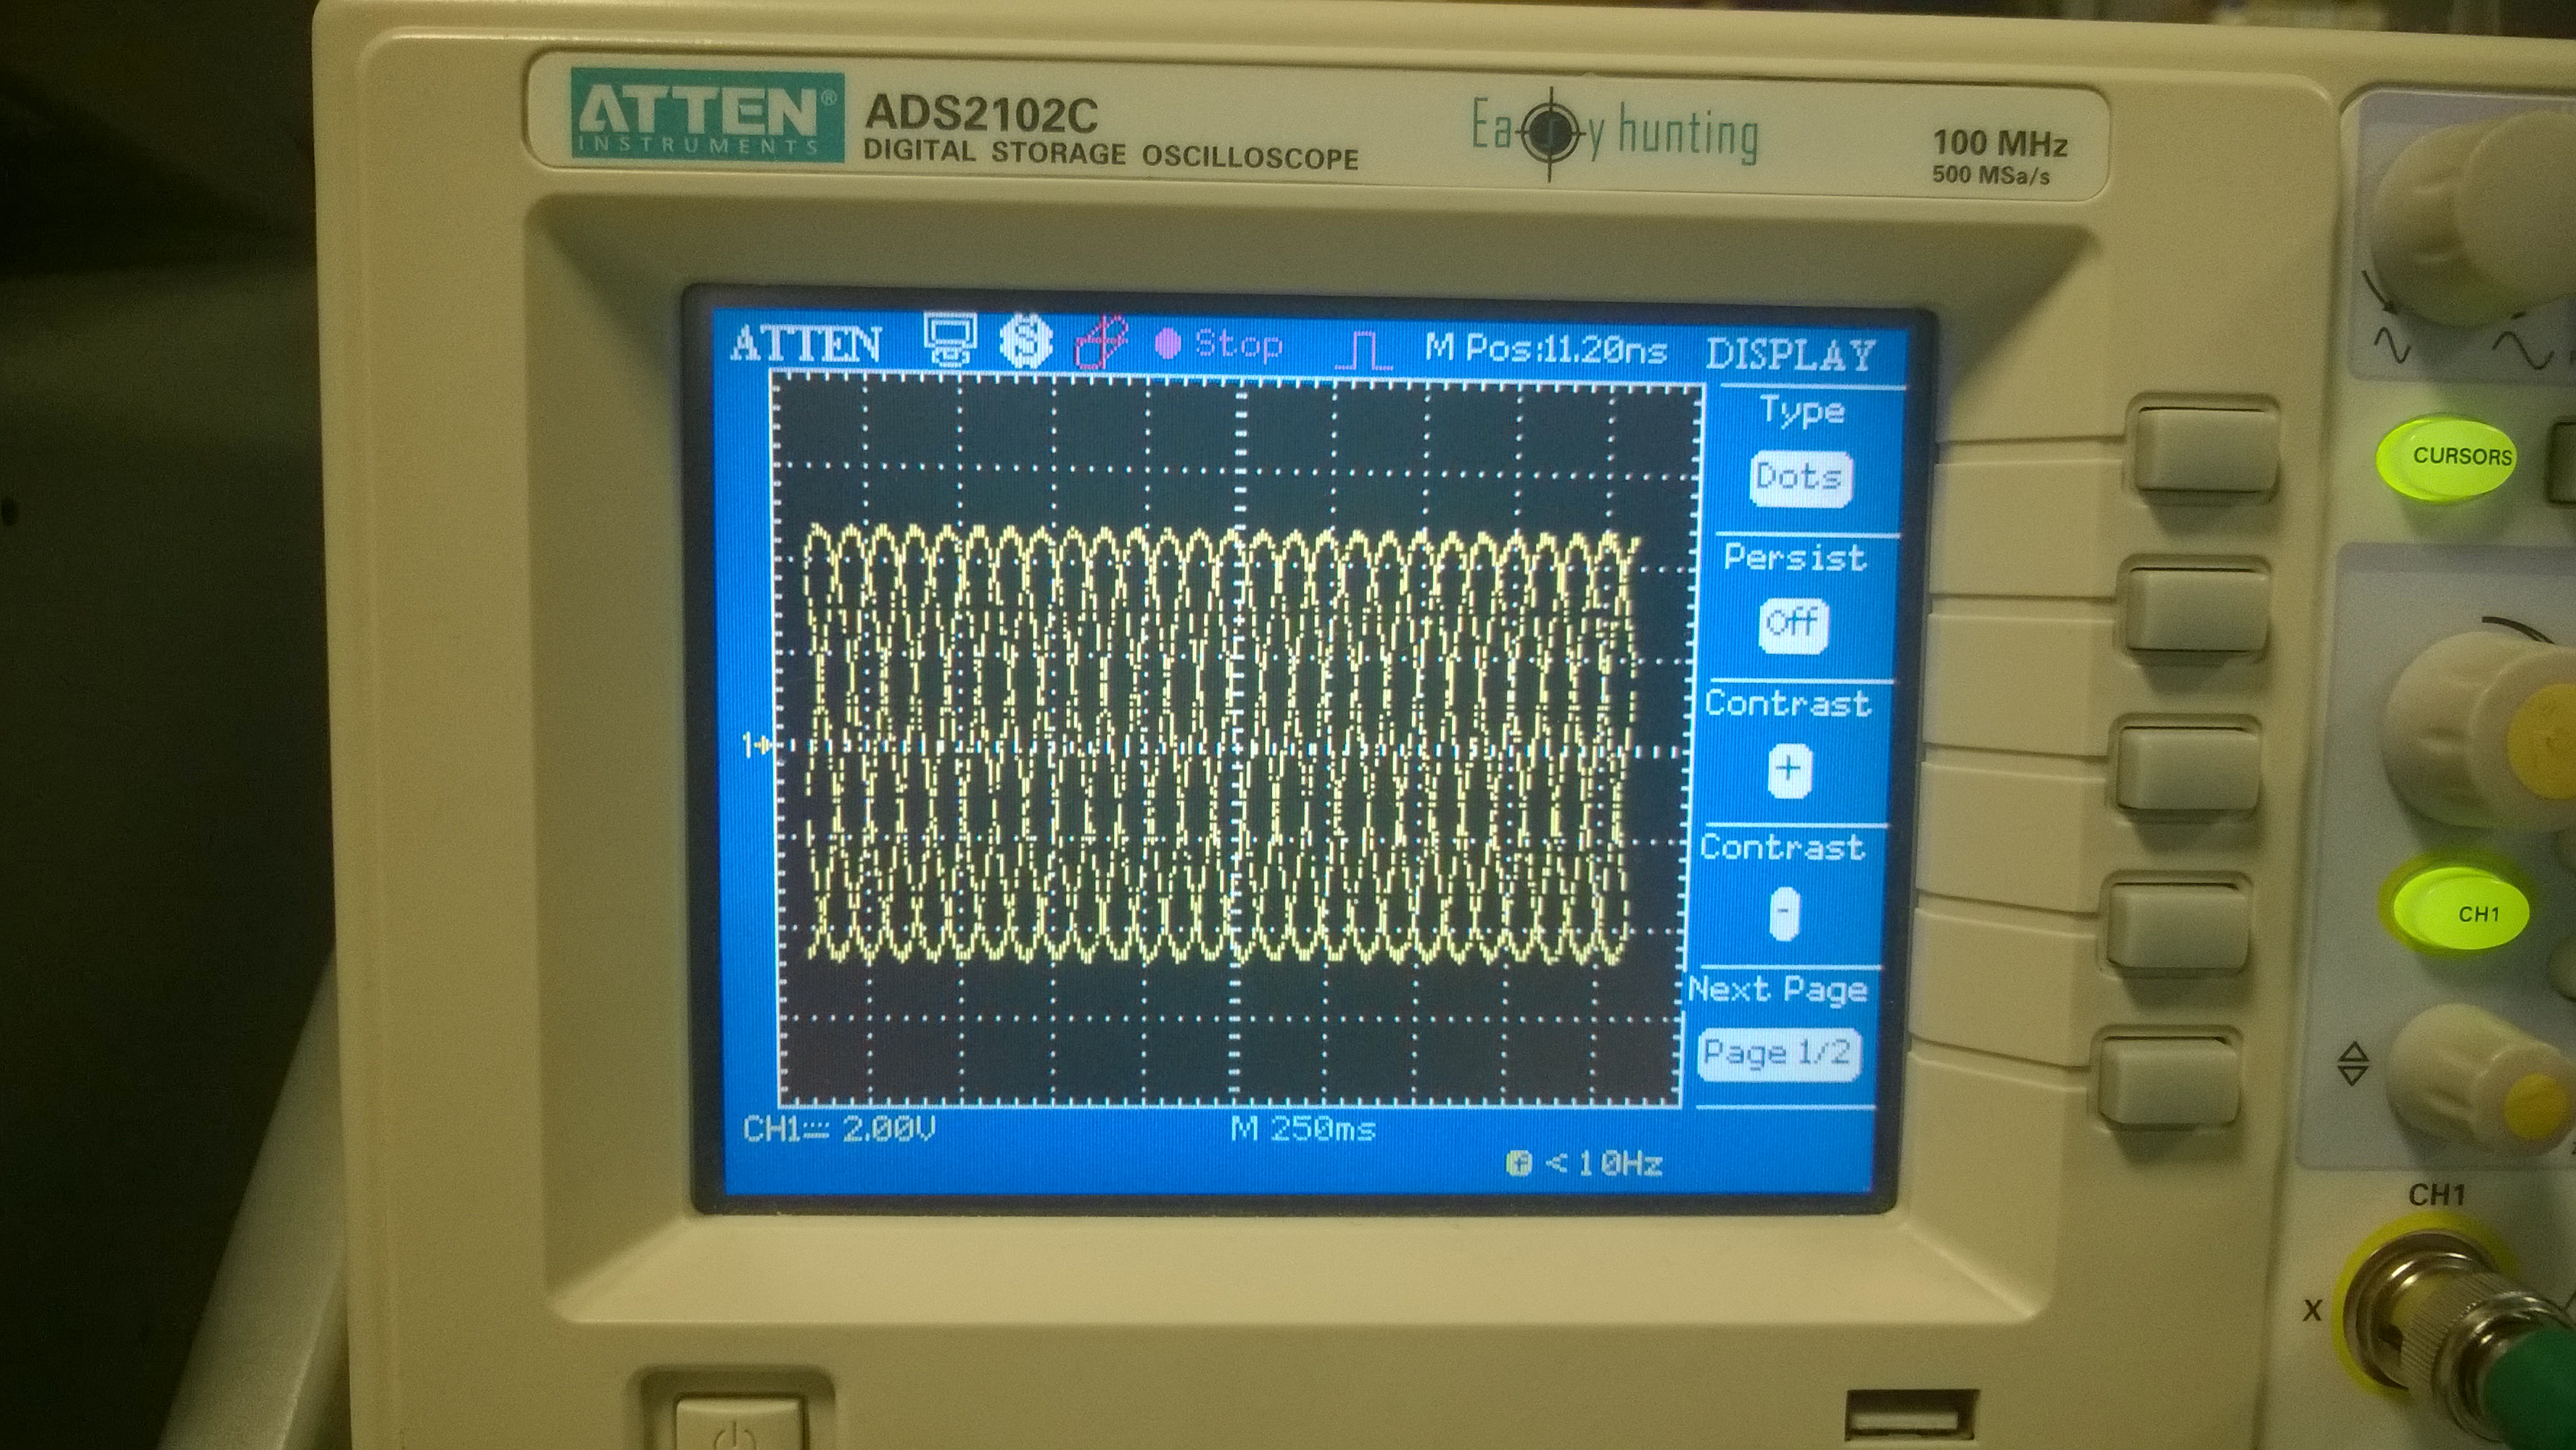 ATTEN®
INSTRUMENTS
ADS2102C
DIGITAL STORAGE OSCILLOSCOPE
Easy hunting
100 MHz
500 MSa/s
ATTEN
S
Stop
M Pos:11.20ns
DISPLAY
Type
Dots
Persist
Off
Contrast
+
Contrast
-
Next Page
Page 1/2
1
CH1 2.00V
M 250ms
<10Hz
CURSORS
CH1
CH1
X